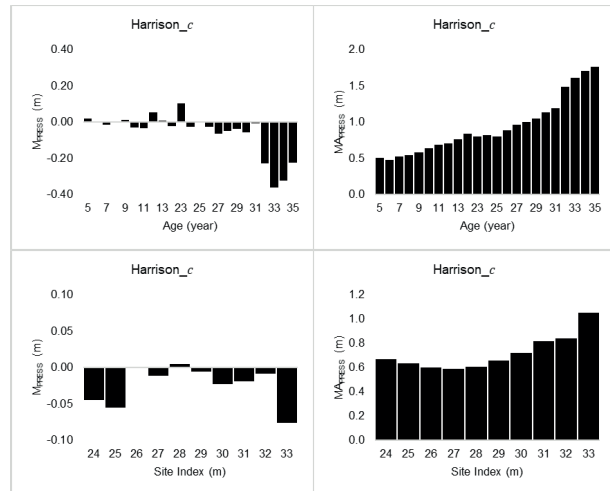 Harrison_c
0.40
0.20
0.00
-0.20
-0.40
M_PRESS (m)
5 7 9 11 13 23 25 27 29 31 33 35
Age (year)
Harrison_c
2.0
1.5
1.0
0.5
0.0
MA_PRESS (m)
5 7 9 11 13 23 25 27 29 31 33 35
Age (year)
Harrison_c
0.10
0.05
0.00
-0.05
-0.10
M_PRESS (m)
24 25 26 27 28 29 30 31 32 33
Site Index (m)
Harrison_c
1.2
1.0
0.8
0.6
0.4
0.2
0.0
MA_PRESS (m)
24 25 26 27 28 29 30 31 32 33
Site Index (m)